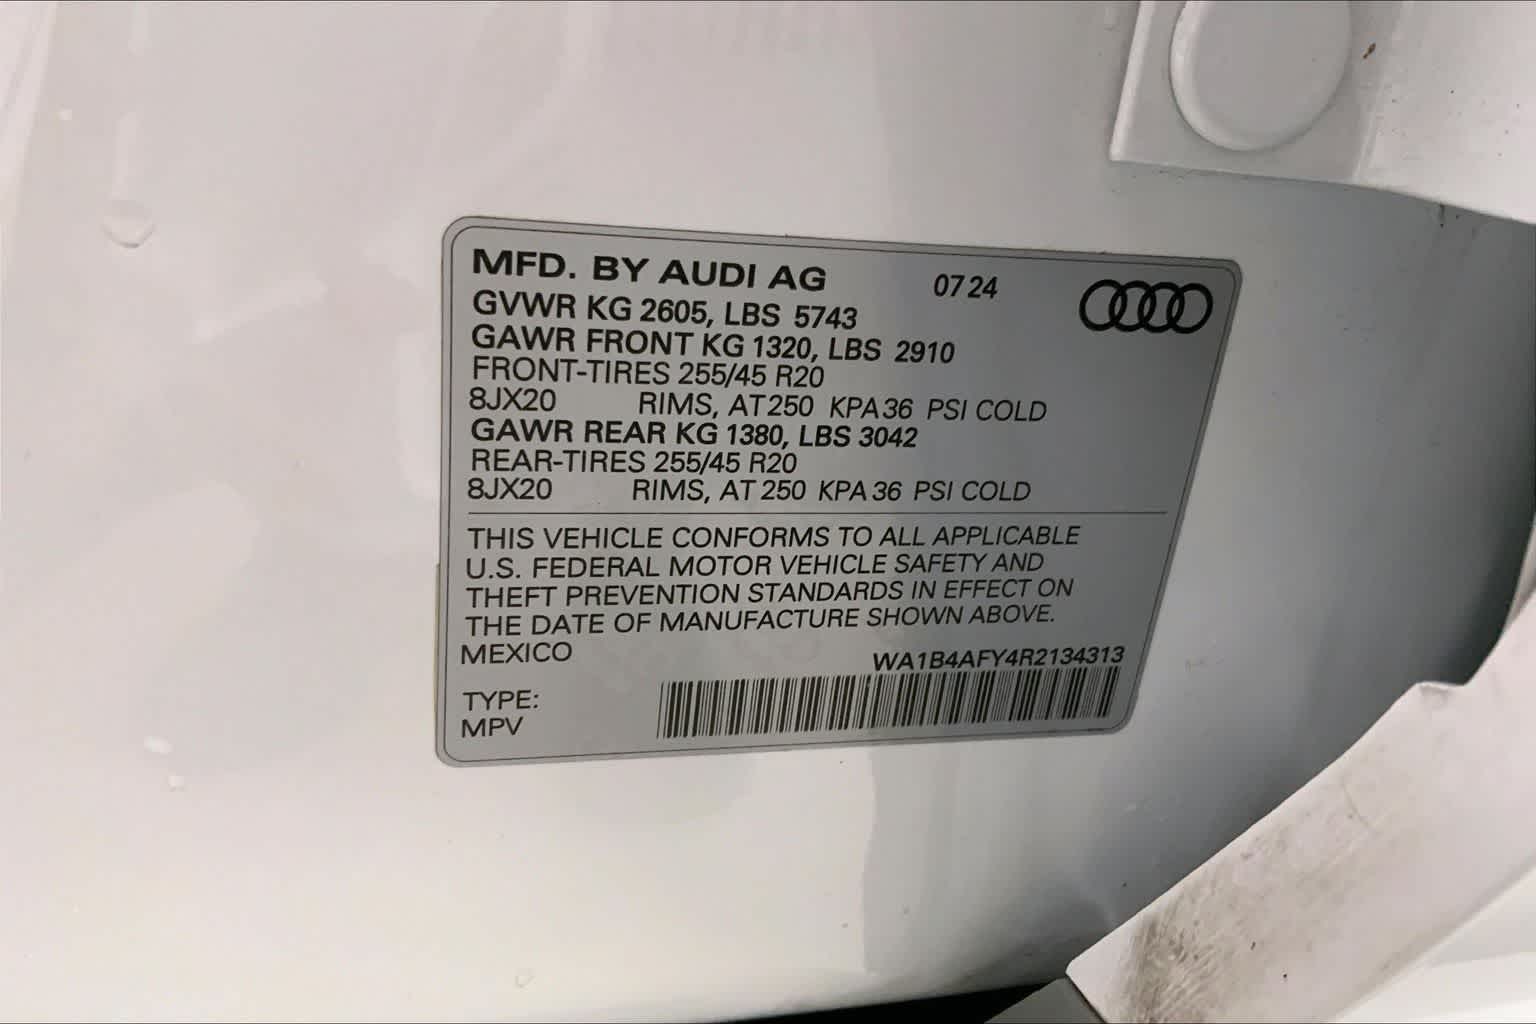 MFD. BY AUDI AG 07 24
GVWR KG 2605, LBS 5743
GAWR FRONT KG 1320, LBS 2910
FRONT-TIRES 255/45 R20
8JX20 RIMS, AT 250 KPA 36 PSI COLD
GAWR REAR KG 1380, LBS 3042
REAR-TIRES 255/45 R20
8JX20 RIMS, AT 250 KPA 36 PSI COLD
THIS VEHICLE CONFORMS TO ALL APPLICABLE
U.S. FEDERAL MOTOR VEHICLE SAFETY AND
THEFT PREVENTION STANDARDS IN EFFECT ON
THE DATE OF MANUFACTURE SHOWN ABOVE.
MEXICO
WA1B4AFY4R2134313
TYPE:
MPV